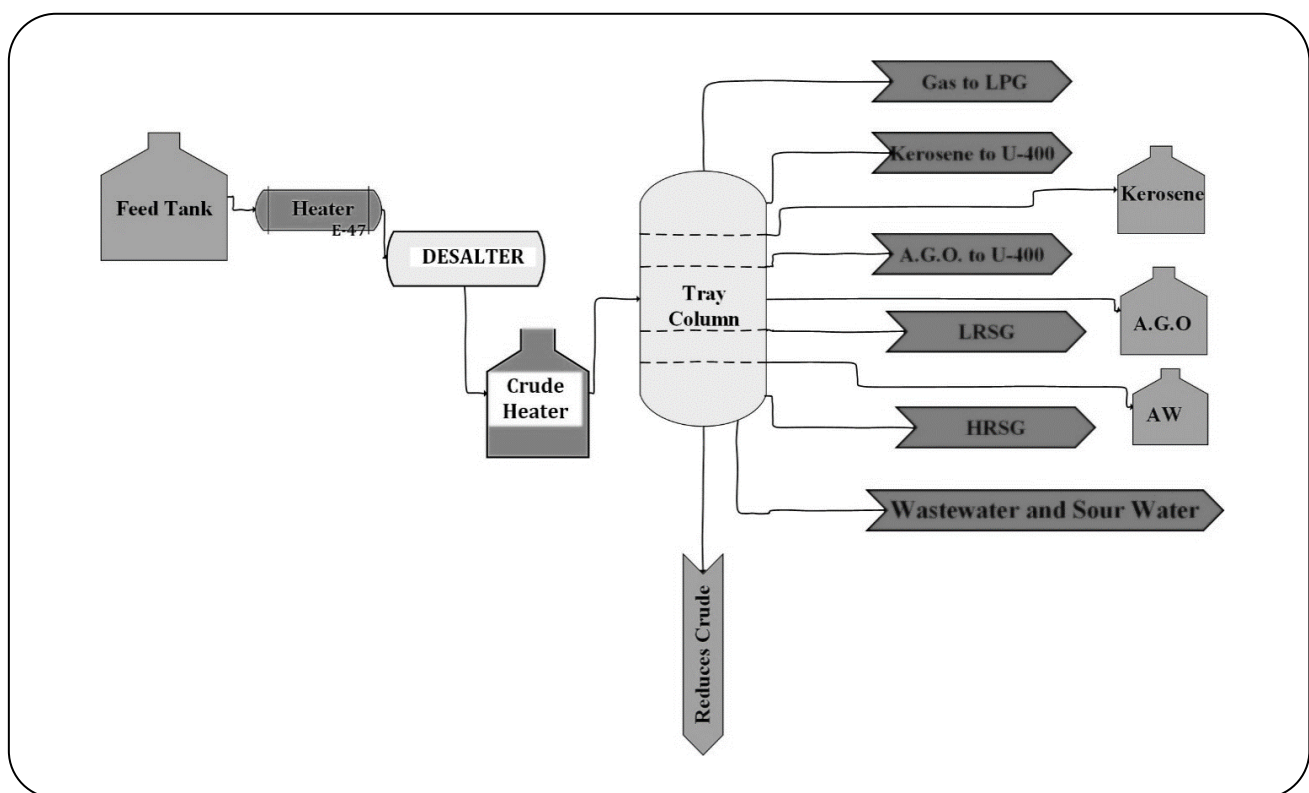 Gas to LPG
Kerosene to U-400
Feed Tank
Heater
E-47
Kerosene
DESALTER
A.G.O. to U-400
Tray
Column
A.G.O
LRSG
Crude
Heater
AW
HRSG
Wastewater and Sour Water
Reduces Crude